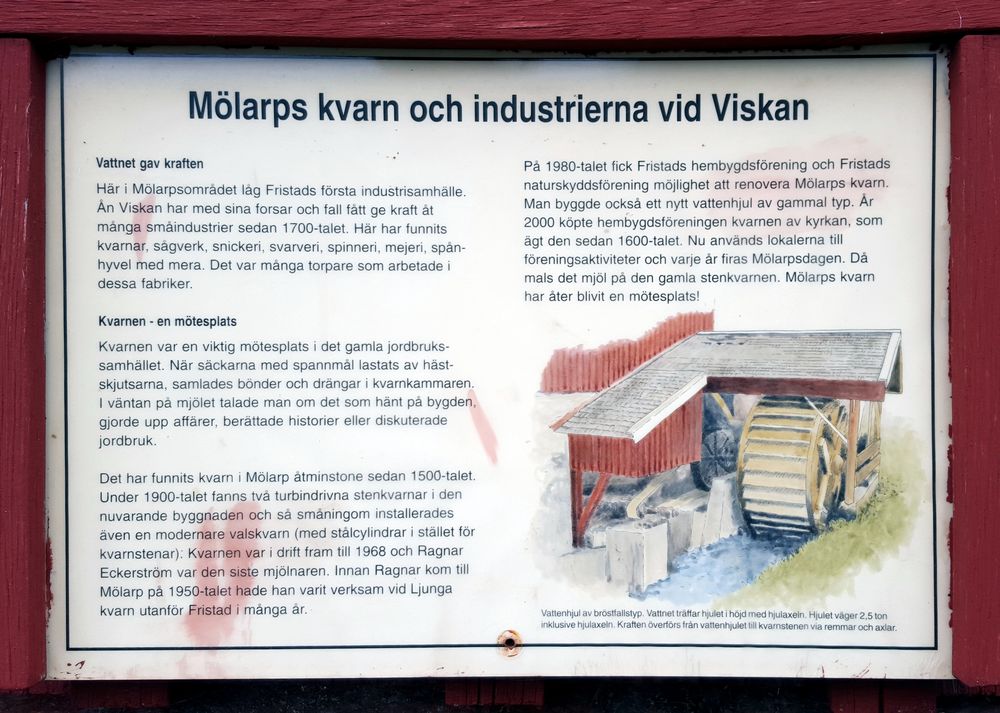 Mölarps kvarn och industrierna vid Viskan
Vattnet gav kraften
Här i Mölarpsområdet låg Fristads första industrisamhälle.
Ån Viskan har med sina forsar och fall fått ge kraft åt
många småindustrier sedan 1700-talet. Här har funnits
kvarnar, sågverk, snickeri, svarveri, spinneri, mejeri, spån-
hyvel med mera. Det var många torpare som arbetade i
dessa fabriker.
Kvarnen - en mötesplats
Kvarnen var en viktig mötesplats i det gamla jordbruks-
samhället. När säckarna med spannmål lastats av häst-
skjutsarna, samlades bönder och drängar i kvarnkammaren.
I väntan på mjölet talade man om det som hänt på bygden,
gjorde upp affärer, berättade historier eller diskuterade
jordbruk.
Det har funnits kvarn i Mölarp åtminstone sedan 1500-talet.
Under 1900-talet fanns två turbindrivna stenkvarnar i den
nuvarande byggnaden och så småningom installerades
även en modernare valskvarn (med stålcylindrar i stället för
kvarnstenar). Kvarnen var i drift fram till 1968 och Ragnar
Eckerström var den siste mjölnaren. Innan Ragnar kom till
Mölarp på 1950-talet hade han varit verksam vid Ljunga
kvarn utanför Fristad i många år.
På 1980-talet fick Fristads hembygdsförening och Fristads
naturskyddsförening möjlighet att renovera Mölarps kvarn.
Man byggde också ett nytt vattenhjul av gammal typ. År
2000 köpte hembygdsföreningen kvarnen av kyrkan, som
ägt den sedan 1600-talet. Nu används lokalerna till
föreningsaktiviteter och varje år firas Mölarpsdagen. Då
mals det mjöl på den gamla stenkvarnen. Mölarps kvarn
har åter blivit en mötesplats!
Vattenhjul av bröstfallstyp. Vattnet träffar hjulet i höjd med hjulaxeln. Hjulet väger 2,5 ton
inklusive hjulaxeln. Kraften överförs från vattenhjulet till kvarnstenen via remmar och axlar.